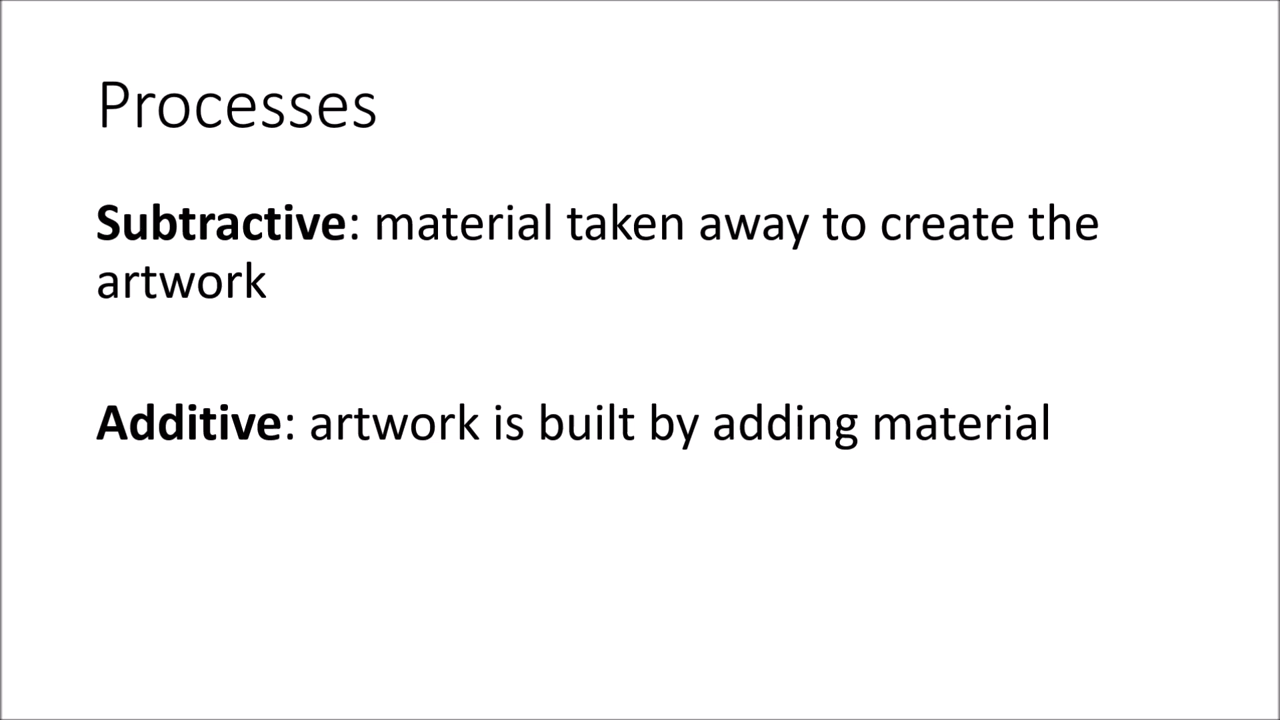 Processes
Subtractive: material taken away to create the
artwork
Additive: artwork is built by adding material